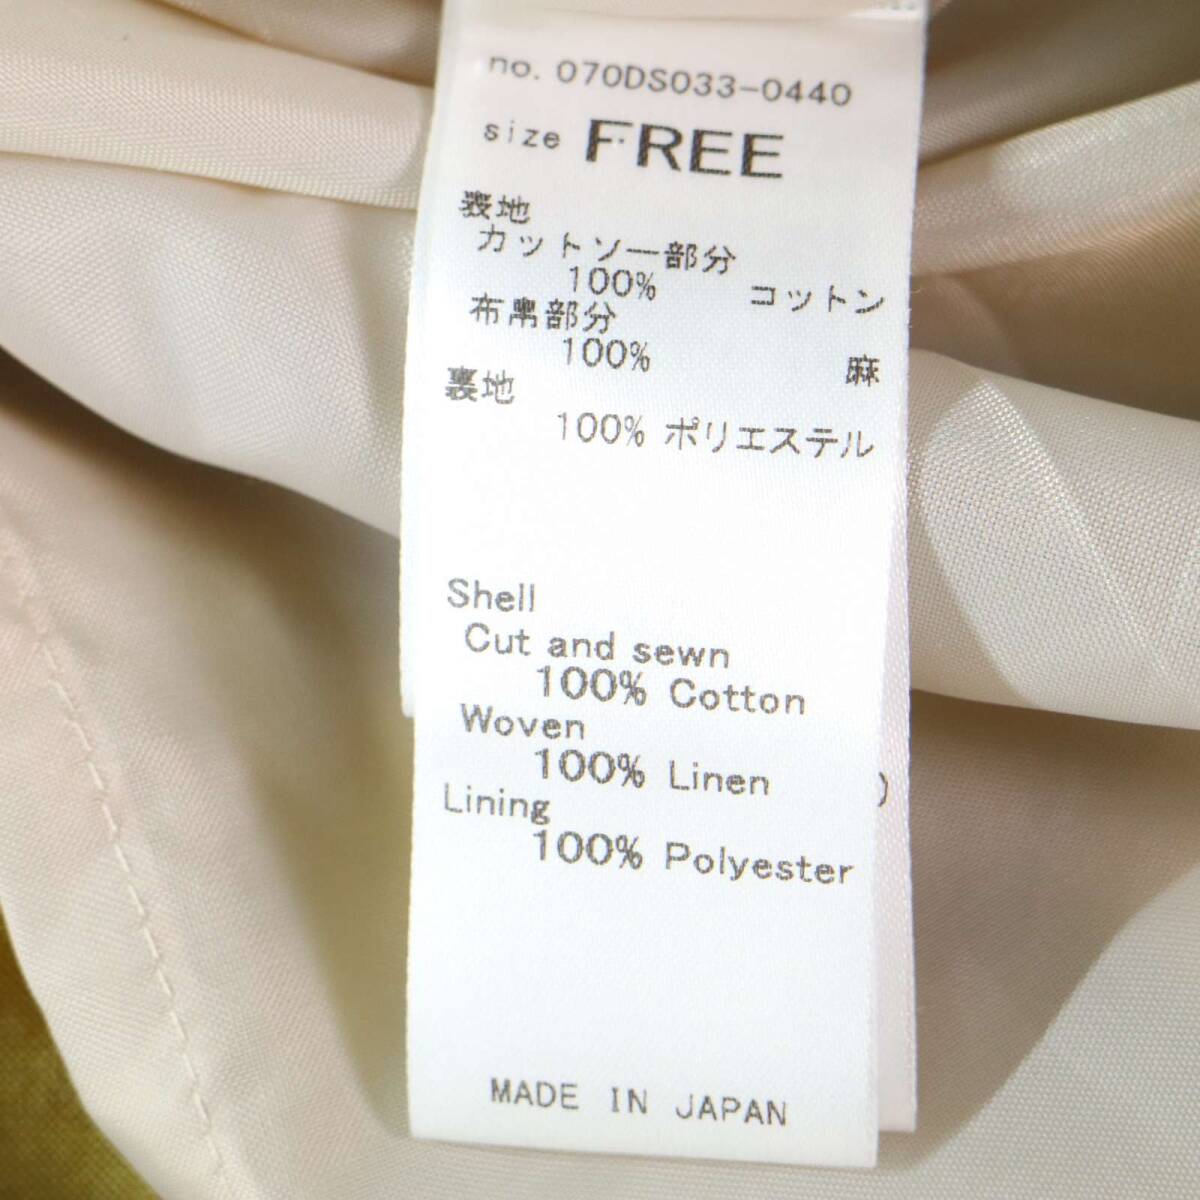 no. 070DS033-0440
size FREE
表地
カットソー部分
100% コットン
布帛部分
100% 麻
裏地
100% ポリエステル
Shell
Cut and sewn
100% Cotton
Woven
100% Linen
Lining
100% Polyester
MADE IN JAPAN